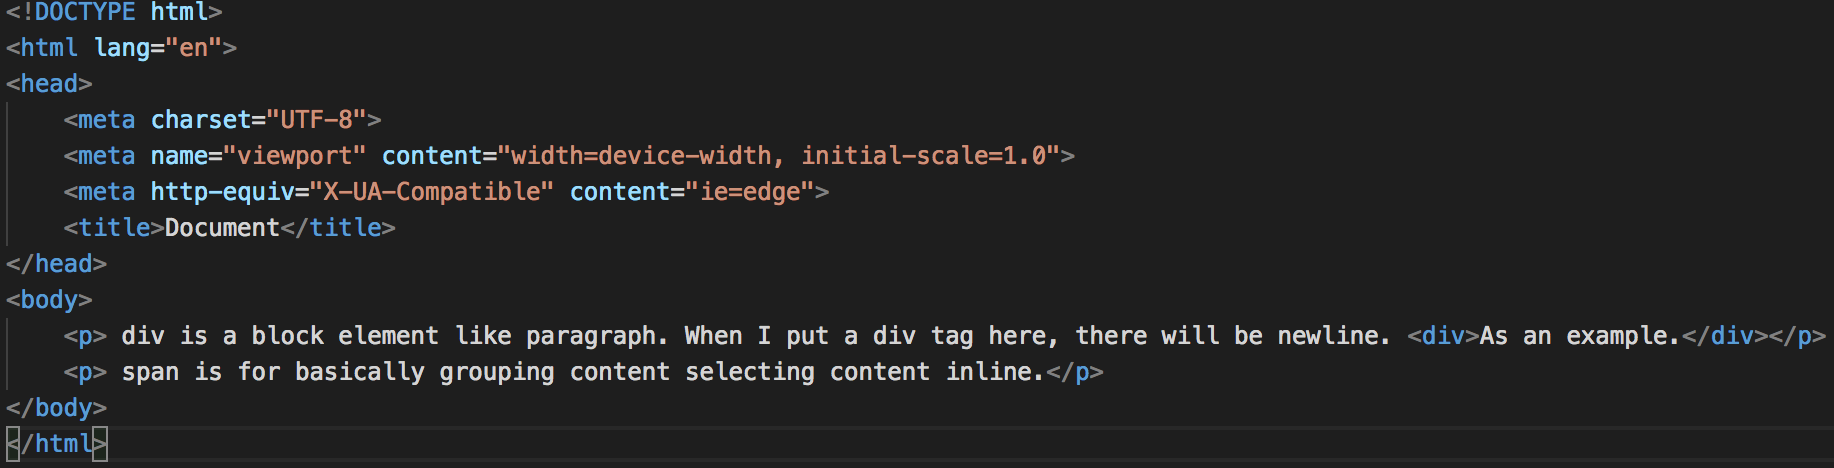 <!DOCTYPE html>
<html lang="en">
<head>
    <meta charset="UTF-8">
    <meta name="viewport" content="width=device-width, initial-scale=1.0">
    <meta http-equiv="X-UA-Compatible" content="ie=edge">
    <title>Document</title>
</head>
<body>
    <p> div is a block element like paragraph. When I put a div tag here, there will be newline. <div>As an example.</div></p>
    <p> span is for basically grouping content selecting content inline.</p>
</body>
</html>